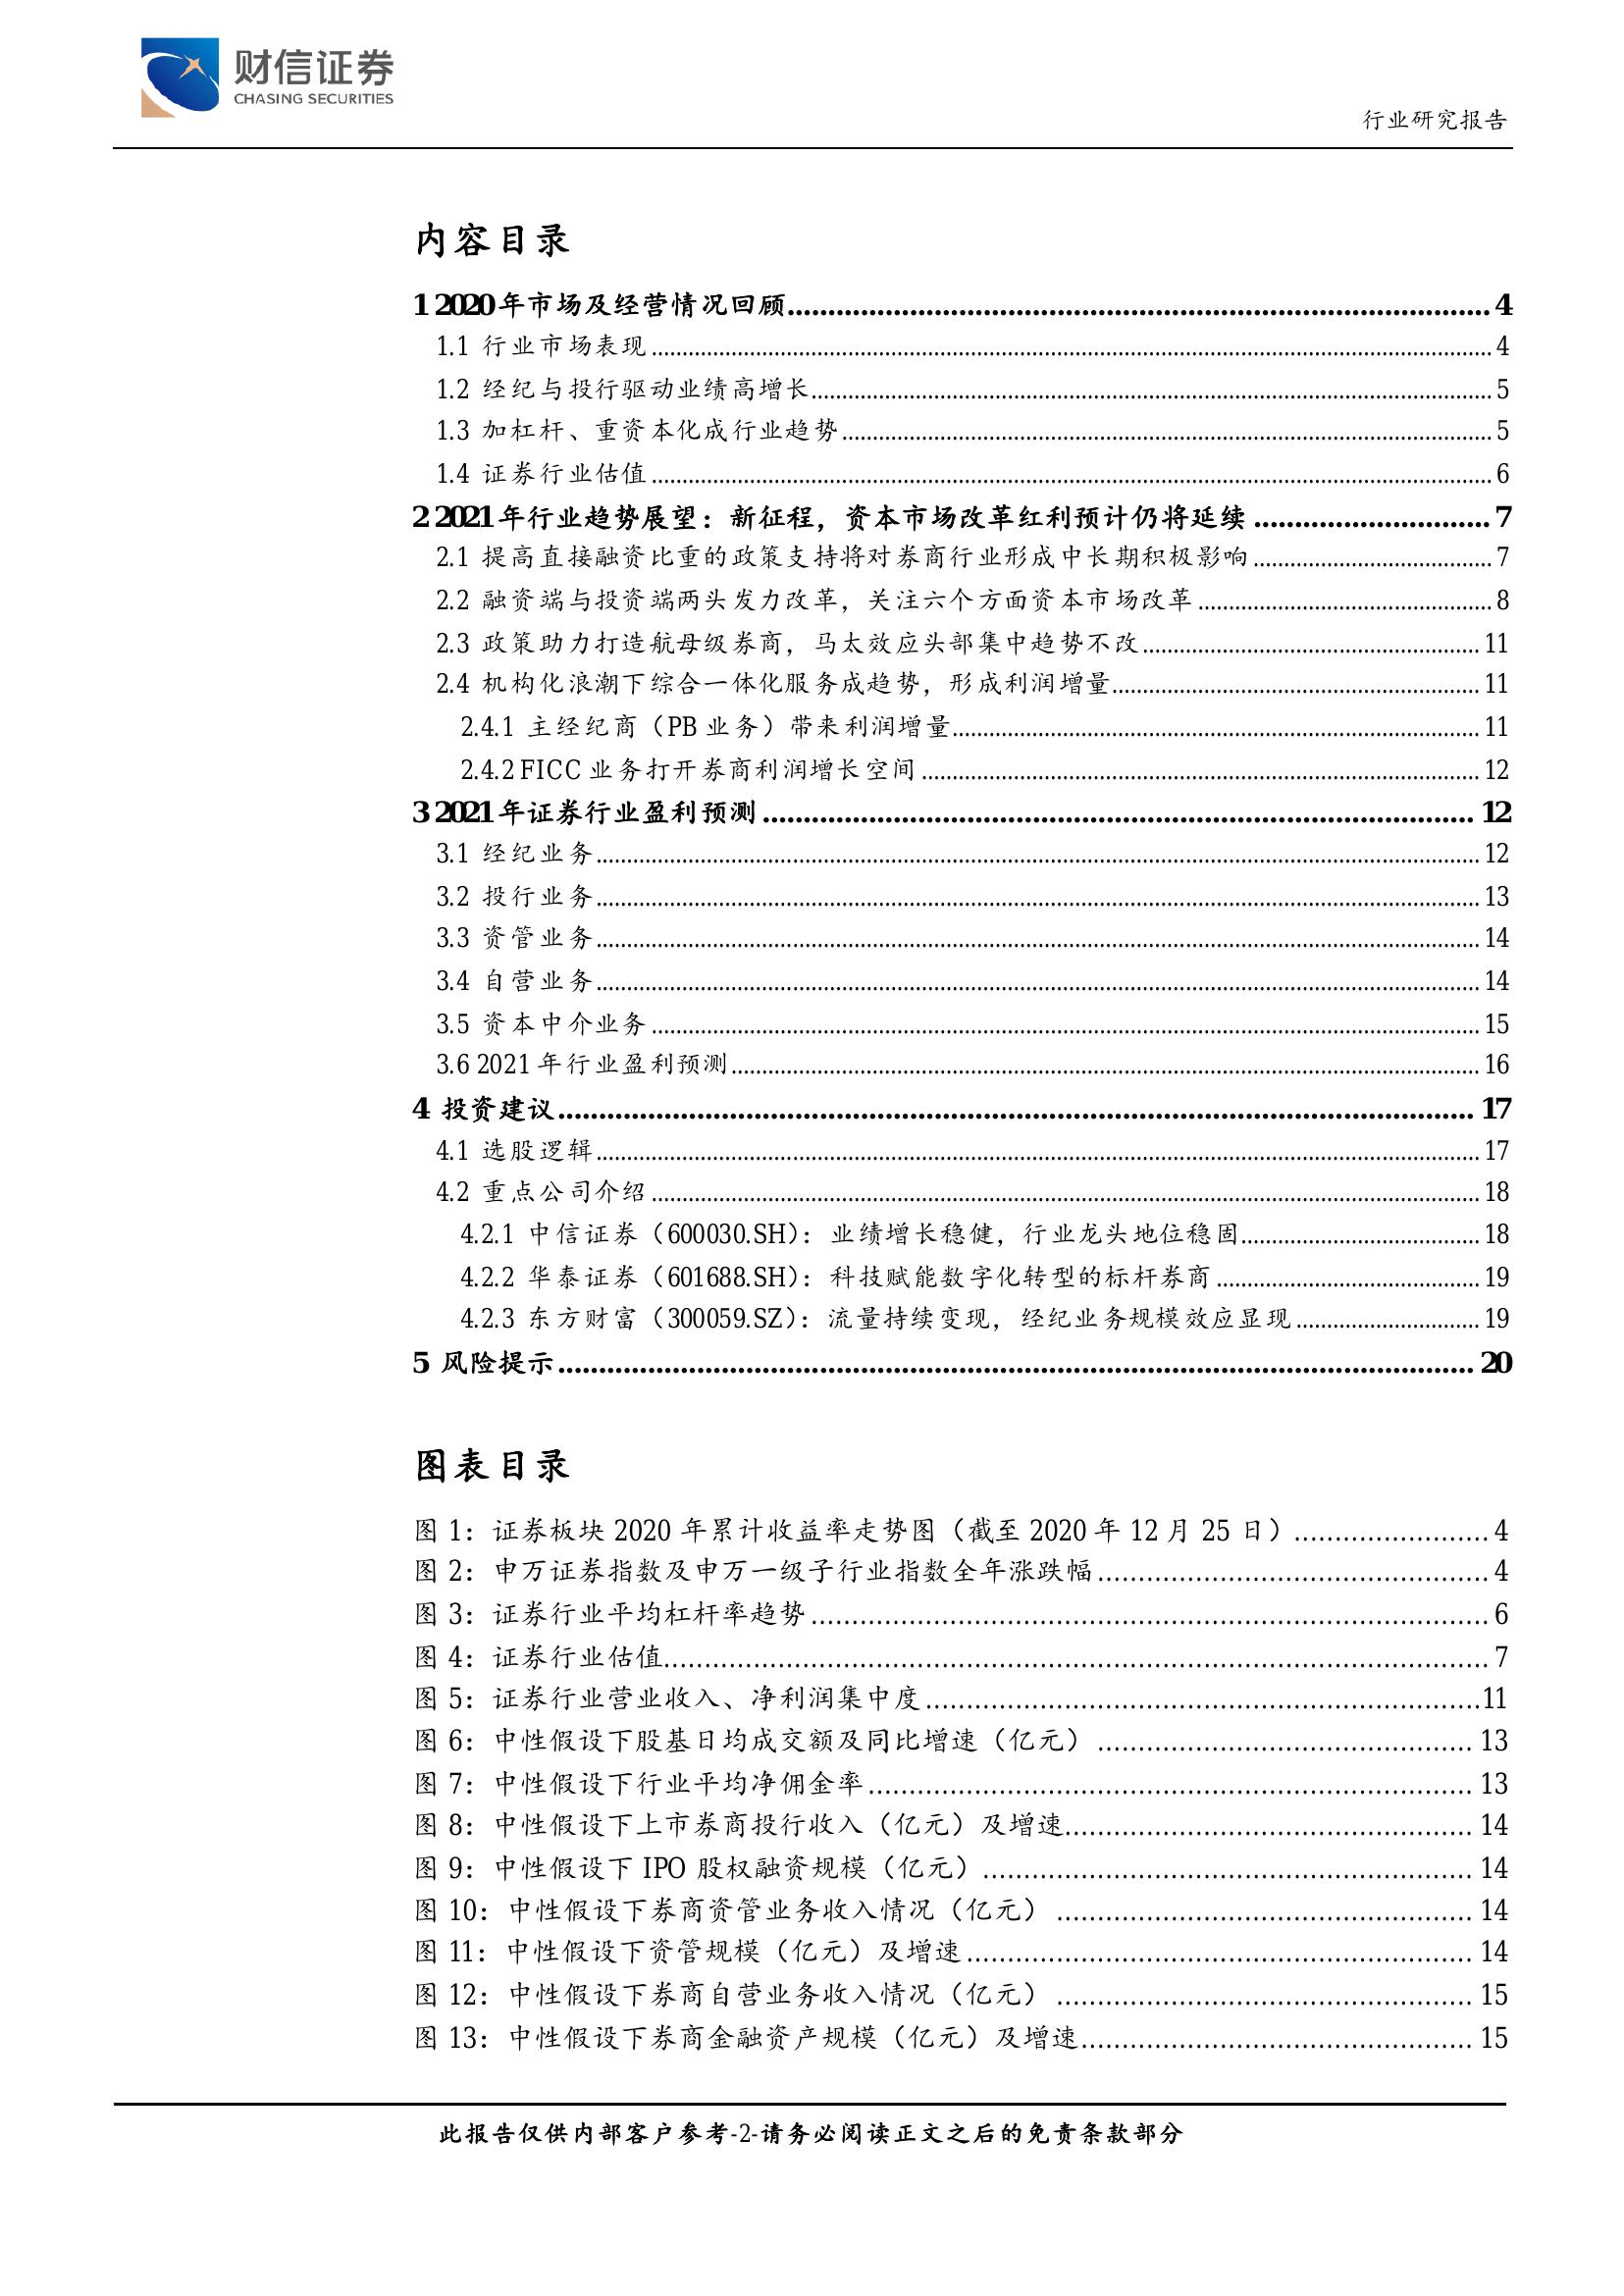 财信证券
CHASING SECURITIES
行业研究报告
内容目录
1 2020年市场及经营情况回顾........................................ 4
1.1 行业市场表现........................................ 4
1.2 经纪与投行驱动业绩高增长........................................ 5
1.3 加杠杆、重资本化成行业趋势........................................ 5
1.4 证券行业估值........................................ 6
2 2021年行业趋势展望：新征程，资本市场改革红利预计仍将延续........................................ 7
2.1 提高直接融资比重的政策支持将对券商行业形成中长期积极影响........................................ 7
2.2 融资端与投资端两头发力改革，关注六个方面资本市场改革........................................ 8
2.3 政策助力打造航母级券商，马太效应头部集中趋势不改........................................ 11
2.4 机构化浪潮下综合一体化服务成趋势，形成利润增量........................................ 11
2.4.1 主经纪商（PB 业务）带来利润增量........................................ 11
2.4.2 FICC 业务打开券商利润增长空间........................................ 12
3 2021年证券行业盈利预测........................................ 12
3.1 经纪业务........................................ 12
3.2 投行业务........................................ 13
3.3 资管业务........................................ 14
3.4 自营业务........................................ 14
3.5 资本中介业务........................................ 15
3.6 2021 年行业盈利预测........................................ 16
4 投资建议........................................ 17
4.1 选股逻辑........................................ 17
4.2 重点公司介绍........................................ 18
4.2.1 中信证券（600030.SH）：业绩增长稳健，行业龙头地位稳固........................................ 18
4.2.2 华泰证券（601688.SH）：科技赋能数字化转型的标杆券商........................................ 19
4.2.3 东方财富（300059.SZ）：流量持续变现，经纪业务规模效应显现........................................ 19
5 风险提示........................................ 20
图表目录
图 1：证券板块 2020 年累计收益率走势图（截至 2020 年 12 月 25 日）........................................ 4
图 2：申万证券指数及申万一级子行业指数全年涨跌幅........................................ 4
图 3：证券行业平均杠杆率趋势........................................ 6
图 4：证券行业估值........................................ 7
图 5：证券行业营业收入、净利润集中度........................................ 11
图 6：中性假设下股基日均成交额及同比增速（亿元）........................................ 13
图 7：中性假设下行业平均净佣金率........................................ 13
图 8：中性假设下上市券商投行收入（亿元）及增速........................................ 14
图 9：中性假设下 IPO 股权融资规模（亿元）........................................ 14
图 10：中性假设下券商资管业务收入情况（亿元）........................................ 14
图 11：中性假设下资管规模（亿元）及增速........................................ 14
图 12：中性假设下券商自营业务收入情况（亿元）........................................ 15
图 13：中性假设下券商金融资产规模（亿元）及增速........................................ 15
此报告仅供内部客户参考-2-请务必阅读正文之后的免责条款部分